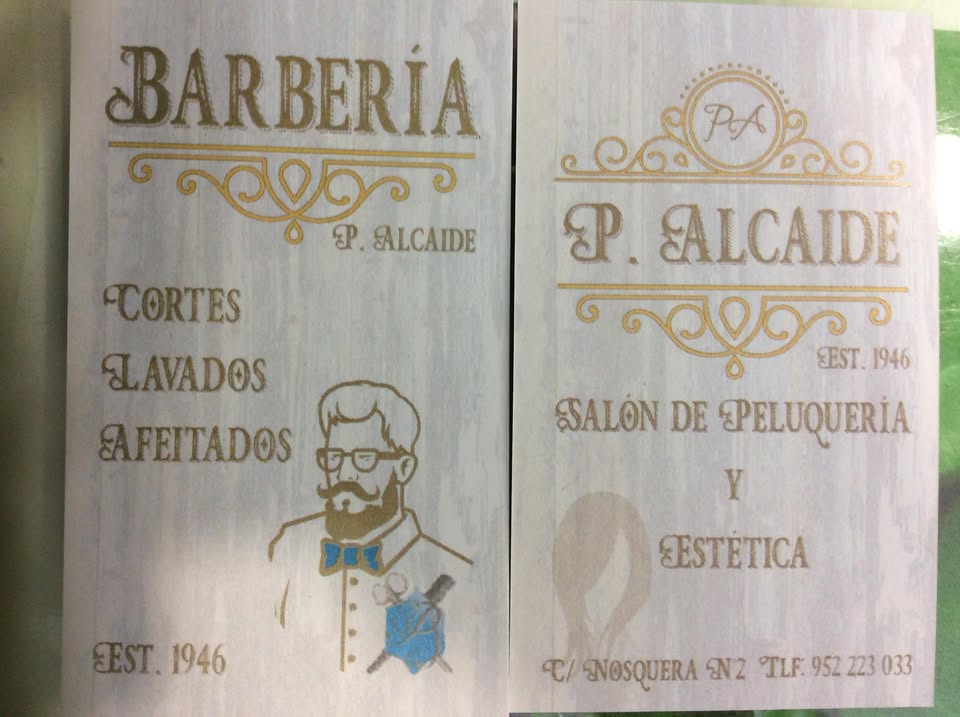 BARBERÍA
P. ALCAIDE
CORTES
LAVADOS
AFEITADOS
EST. 1946
PA
P. ALCAIDE
EST. 1946
SALÓN DE PELUQUERÍA
Y
ESTÉTICA
C/ NOSQUERA N2 TLF. 952 223 033